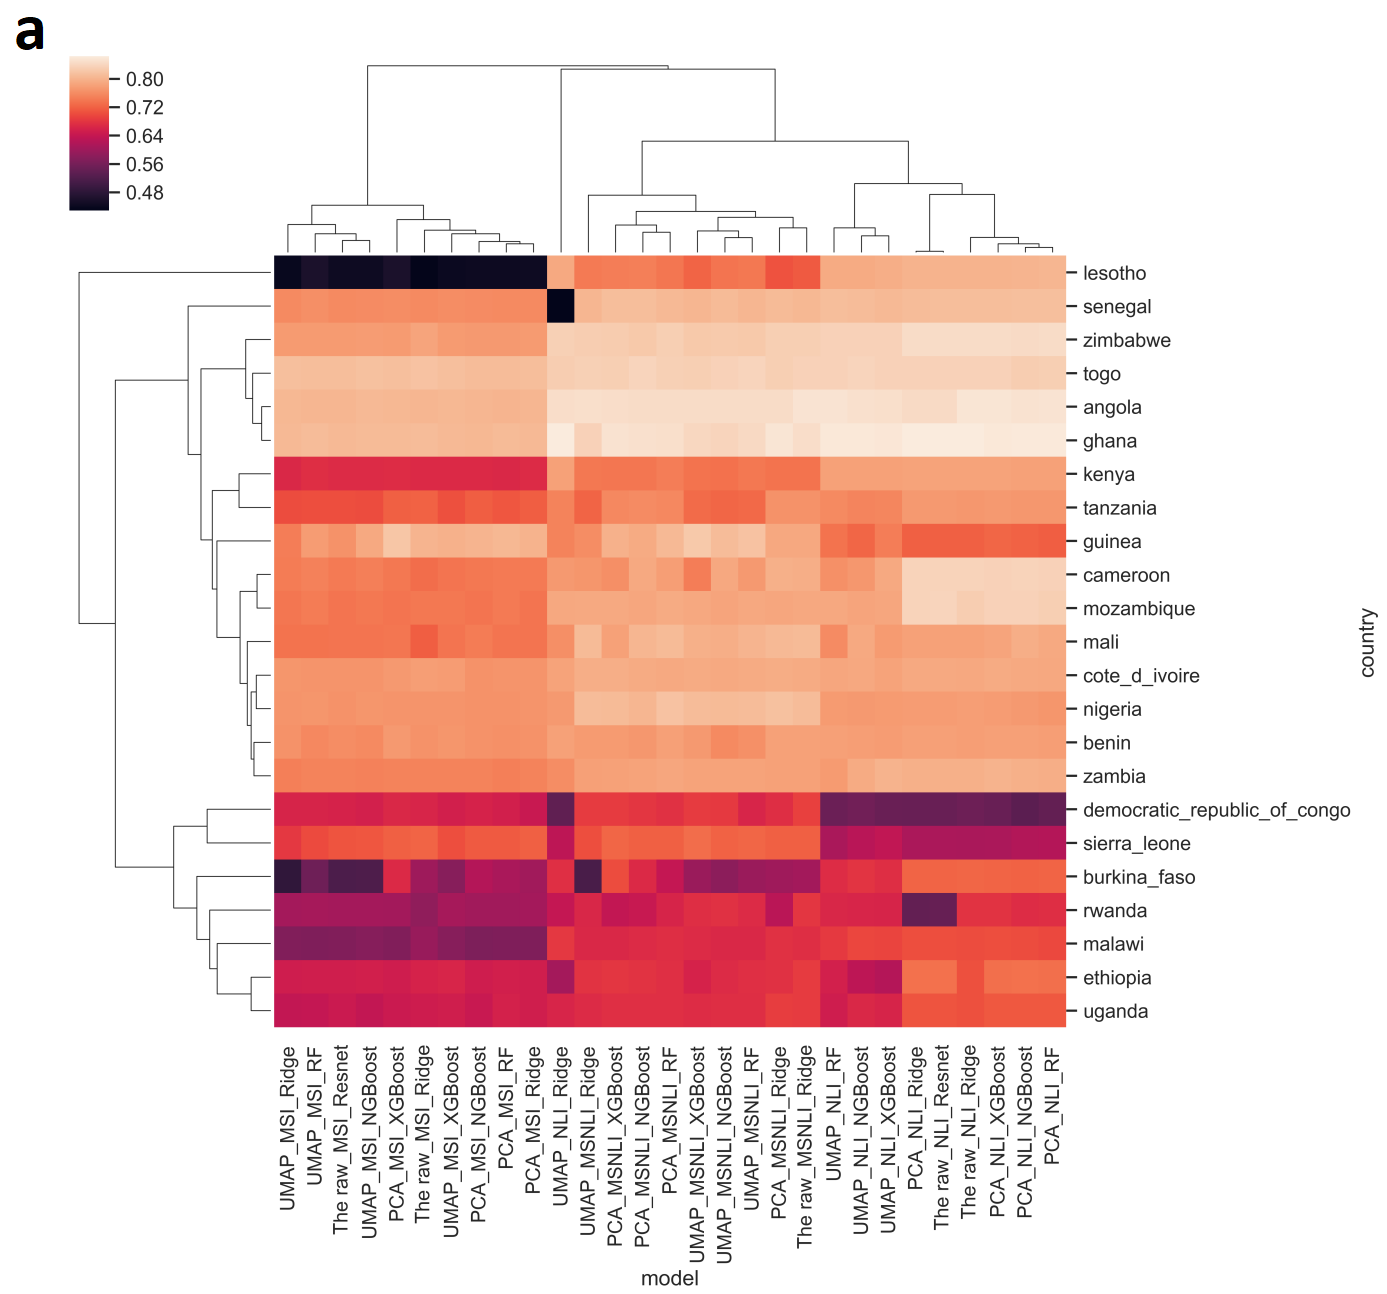 a
0.80
0.72
0.64
0.56
0.48
lesotho
senegal
zimbabwe
togo
angola
ghana
kenya
tanzania
guinea
cameroon
mozambique
mali
cote_d_ivoire
nigeria
benin
zambia
democratic_republic_of_congo
sierra_leone
burkina_faso
rwanda
malawi
ethiopia
uganda
country
UMAP_MSI_Ridge
UMAP_MSI_RF
The raw_MSI_Resnet
UMAP_MSI_NGBoost
PCA_MSI_XGBoost
The raw_MSI_Ridge
UMAP_MSI_XGBoost
PCA_MSI_NGBoost
PCA_MSI_RF
PCA_MSI_Ridge
UMAP_NLI_Ridge
UMAP_MSNLI_Ridge
PCA_MSNLI_XGBoost
PCA_MSNLI_NGBoost
PCA_MSNLI_RF
UMAP_MSNLI_XGBoost
UMAP_MSNLI_NGBoost
UMAP_MSNLI_RF
PCA_MSNLI_Ridge
The raw_MSNLI_Ridge
UMAP_NLI_RF
UMAP_NLI_NGBoost
UMAP_NLI_XGBoost
PCA_NLI_Ridge
The raw_NLI_Resnet
The raw_NLI_Ridge
PCA_NLI_XGBoost
PCA_NLI_NGBoost
PCA_NLI_RF
model